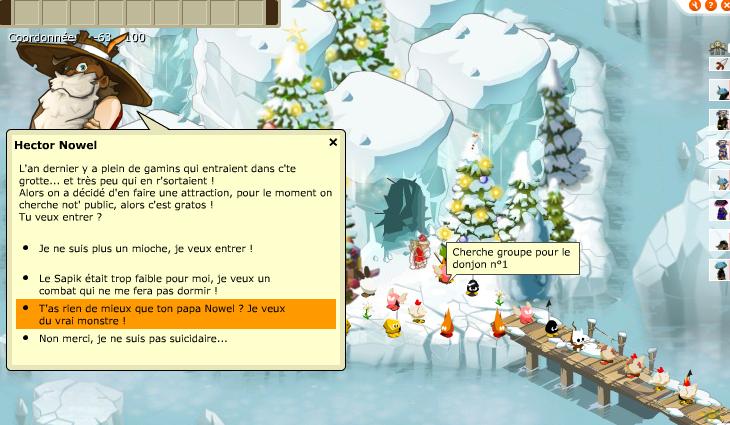 Coordonnée -63 100
Hector Nowel
L'an dernier y a plein de gamins qui entraient dans c'te
grotte... et très peu qui en r'sortaient !
Alors on a décidé d'en faire une attraction, pour le moment on
cherche not' public, alors c'est gratos !
Tu veux entrer ?
Je ne suis plus un mioche, je veux entrer !
Le Sapik était trop faible pour moi, je veux un
combat qui ne me fera pas dormir !
T'as rien de mieux que ton papa Nowel ? Je veux
du vrai monstre !
Non merci, je ne suis pas suicidaire...
Cherche groupe pour le
donjon n°1